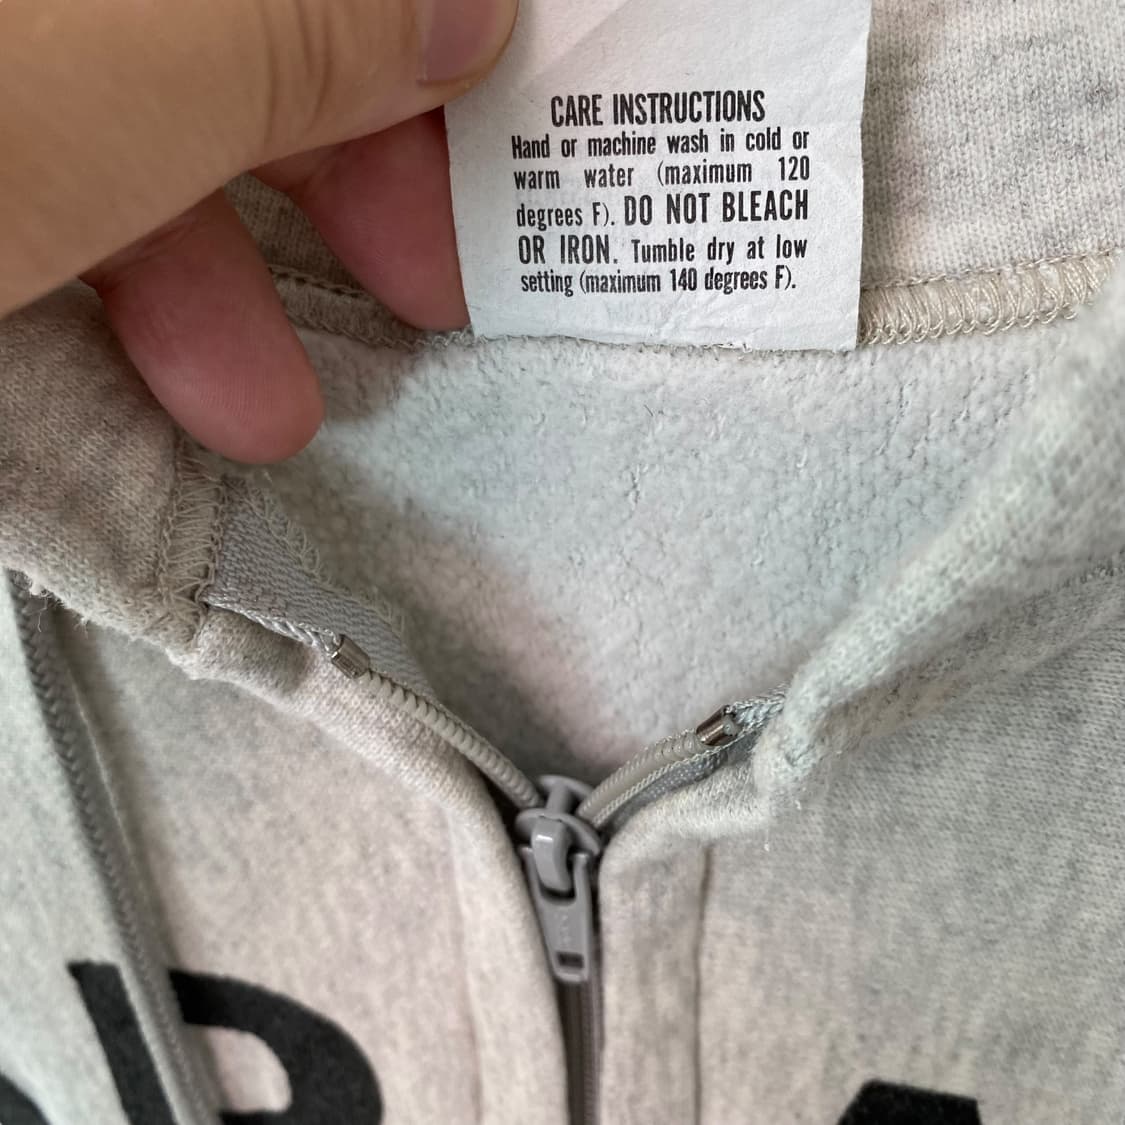 CARE INSTRUCTIONS
Hand or machine wash in cold or
warm water (maximum 120
degrees F). DO NOT BLEACH
OR IRON. Tumble dry at low
setting (maximum 140 degrees F).